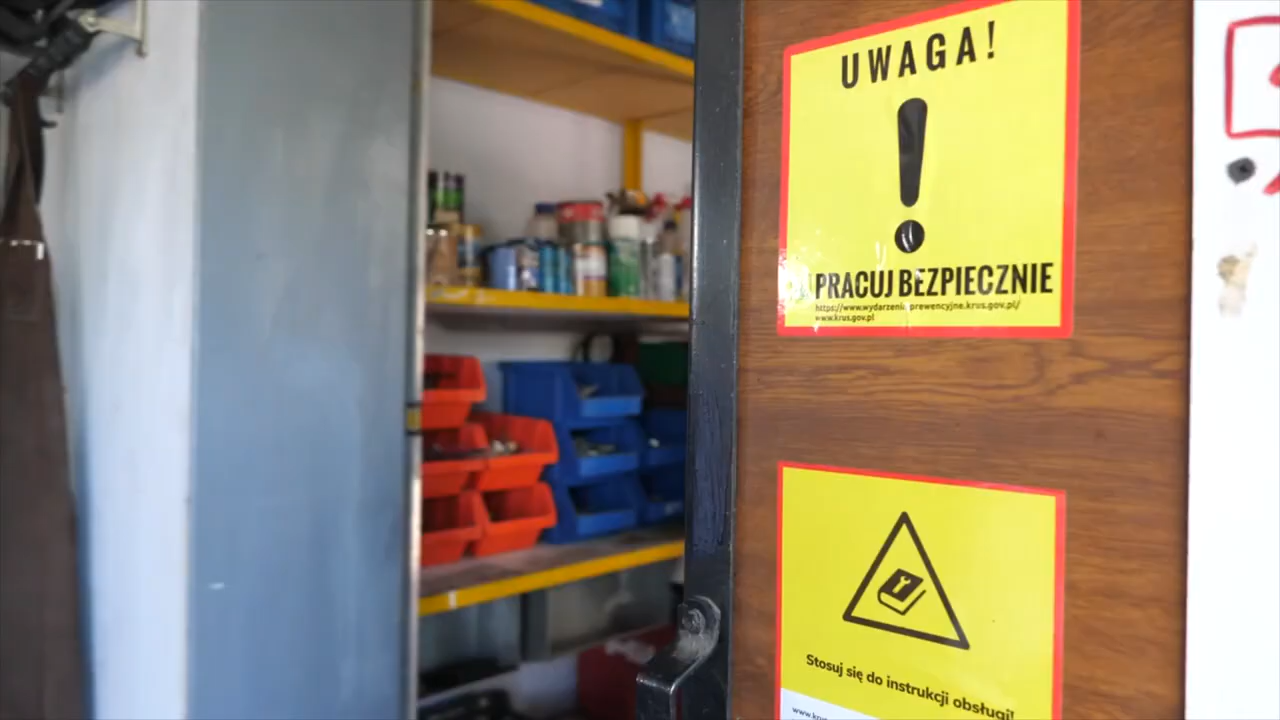 UWAGA!
PRACUJ BEZPIECZNIE
www.krus.gov.pl
Stosuj się do instrukcji obsługi!